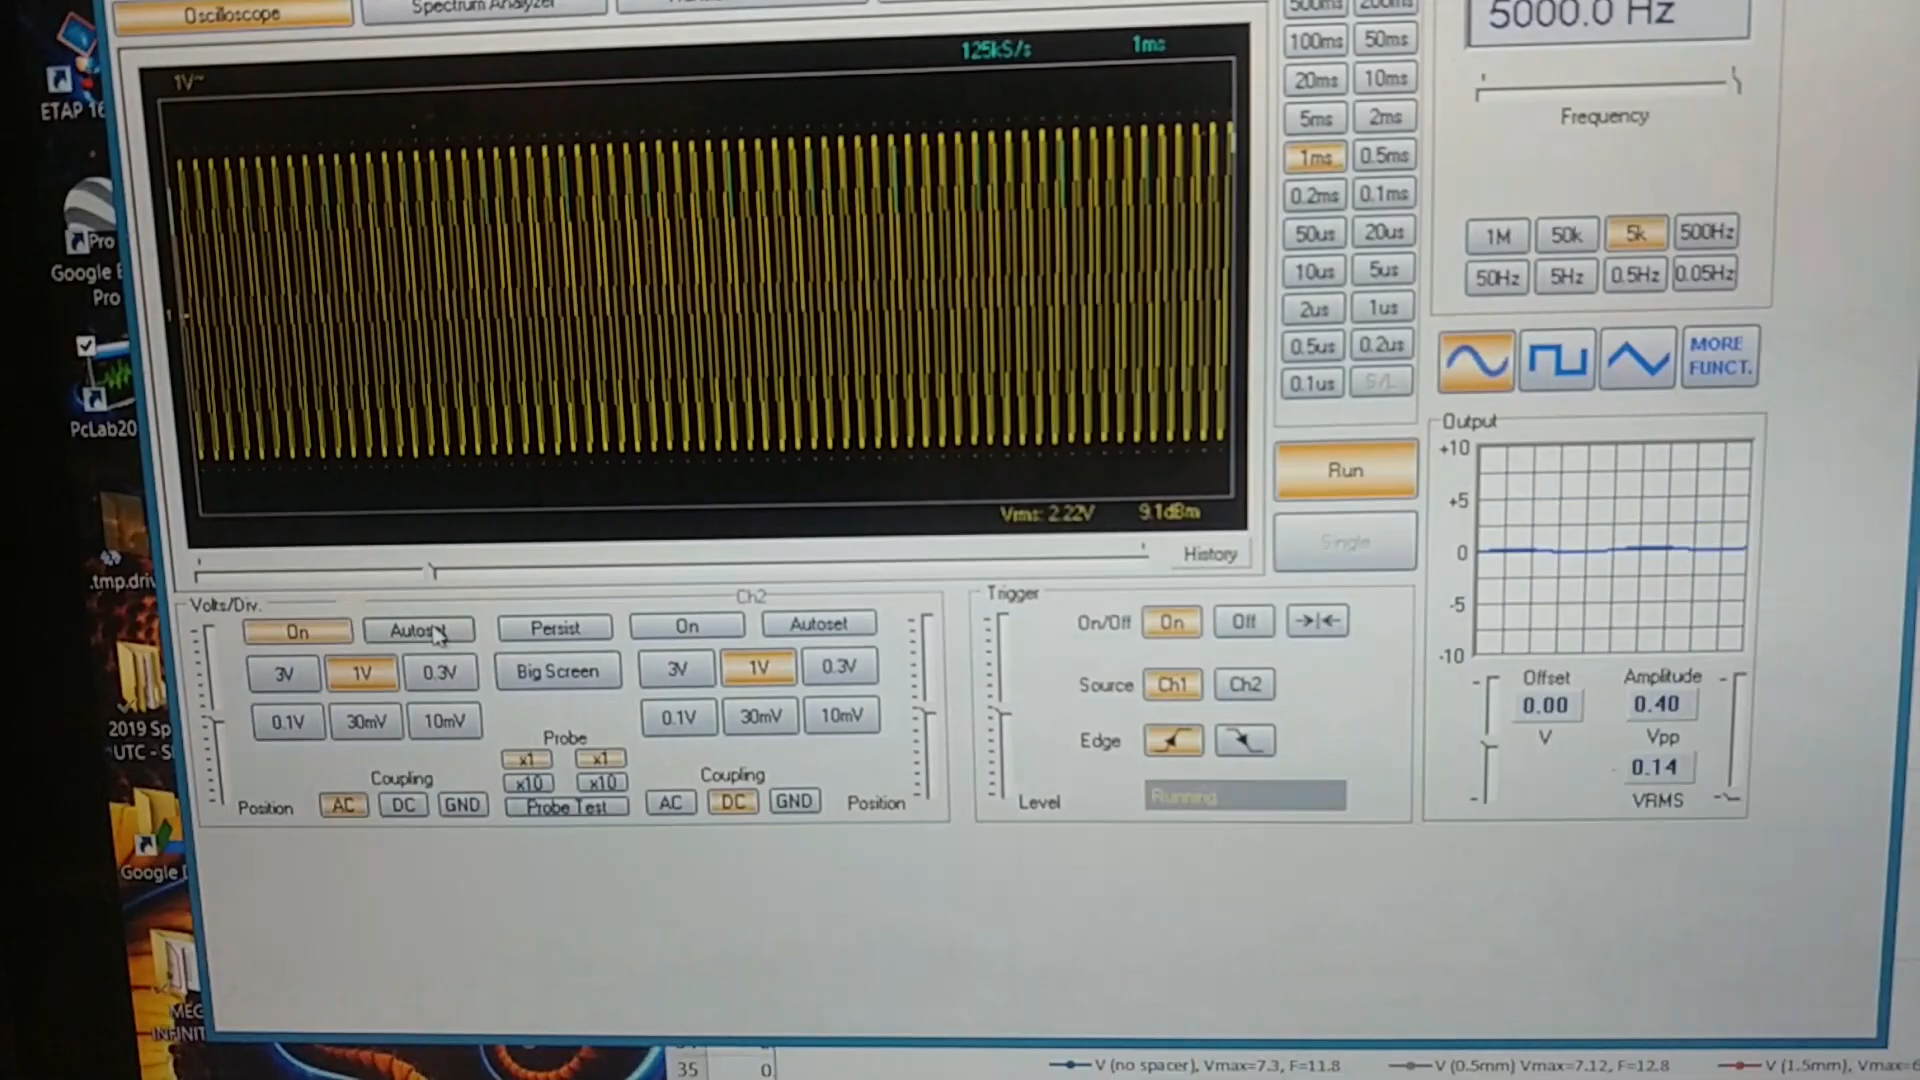 Oscilloscope
Spectrum Analyzer
5000.0 Hz
Frequency
1M 50k 5k 500Hz
50Hz 5Hz 0.5Hz 0.05Hz
MORE FUNCT.
500ms 200ms
100ms 50ms
20ms 10ms
5ms 2ms
1ms 0.5ms
0.2ms 0.1ms
50us 20us
10us 5us
2us 1us
0.5us 0.2us
0.1us S/L
1V~
125kS/s 1ms
1
Vrms: 2.22V 9.1dBm
Run
Single
History
Output
+10
+5
0
-5
-10
Offset Amplitude
0.00 0.40
V Vpp
0.14
VRMS
Volts/Div.
Ch2
On Autoset Persist On Autoset
3V 1V 0.3V Big Screen 3V 1V 0.3V
0.1V 30mV 10mV 0.1V 30mV 10mV
Probe
x1 x1
x10 x10
Probe Test
Coupling Coupling
Position AC DC GND AC DC GND Position
Trigger
On/Off On Off
Source Ch1 Ch2
Edge
Level Running
ETAP 16
Pro
Google E
Pro
PcLab20
.tmp.driv
2019 Sp
UTC - S
Google
MEG
INFINIT
35 0
V (no spacer), Vmax=7.3, F=11.8 V (0.5mm) Vmax=7.12, F=12.8 V (1.5mm), Vmax=6